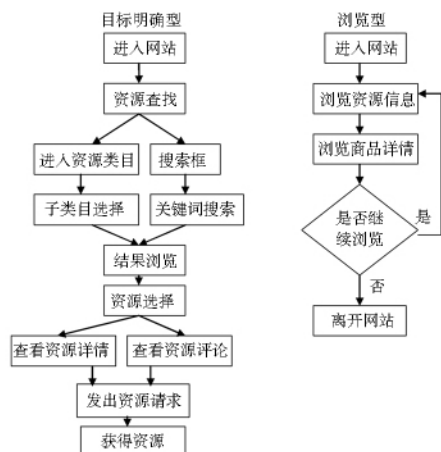 目标明确型
进入网站
资源查找
进入资源类目
搜索框
子类目选择
关键词搜索
结果浏览
资源选择
查看资源详情
查看资源评论
发出资源请求
获得资源
浏览型
进入网站
浏览资源信息
浏览商品详情
是否继
续浏览
是
否
离开网站